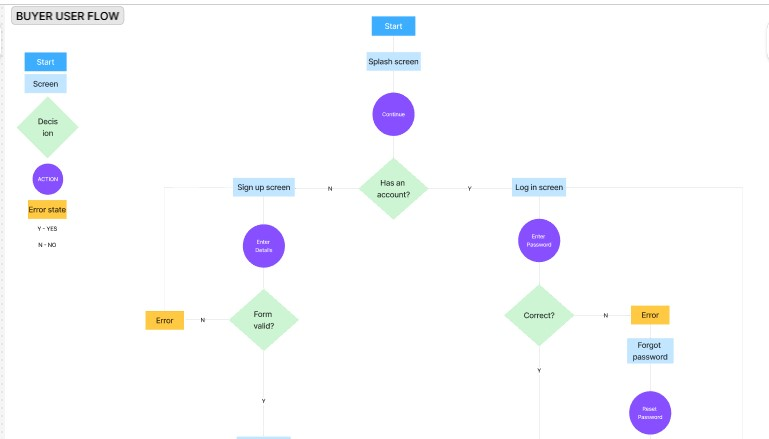 BUYER USER FLOW
Start
Screen
Decis
ion
ACTION
Error state
Y - YES
N - NO
Start
Splash screen
Continue
Has an
account?
N
Y
Sign up screen
Log in screen
Enter
Details
Enter
Password
Form
valid?
Correct?
N
Error
N
Error
Forgot
password
Y
Y
Reset
Password